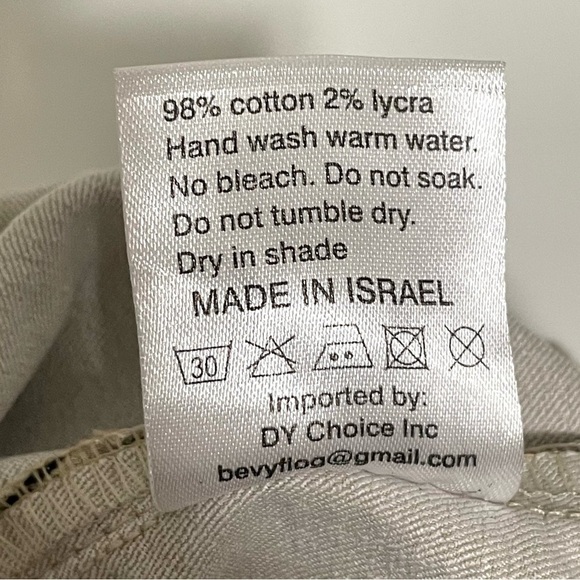 98% cotton 2% lycra
Hand wash warm water.
No bleach. Do not soak.
Do not tumble dry.
Dry in shade
MADE IN ISRAEL
30
Imported by:
DY Choice Inc
bevyflog@gmail.com